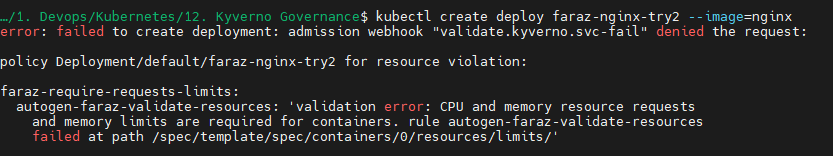 …/1. Devops/Kubernetes/12. Kyverno Governance$ kubectl create deploy faraz-nginx-try2 --image=nginx
error: failed to create deployment: admission webhook "validate.kyverno.svc-fail" denied the request:
policy Deployment/default/faraz-nginx-try2 for resource violation:
faraz-require-requests-limits:
autogen-faraz-validate-resources: 'validation error: CPU and memory resource requests
and memory limits are required for containers. rule autogen-faraz-validate-resources
failed at path /spec/template/spec/containers/0/resources/limits/'